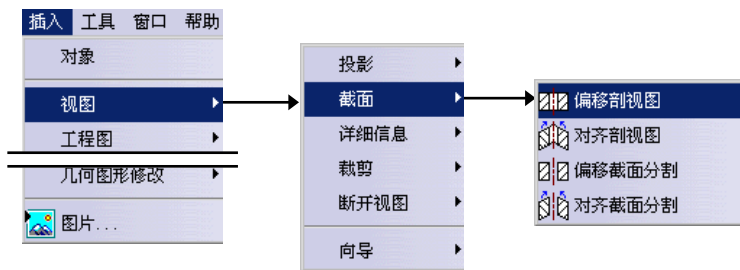 插入 工具 窗口 帮助
对象
视图
工程图
几何图形修改
图片...
投影
截面
详细信息
裁剪
断开视图
向导
偏移剖视图
对齐剖视图
偏移截面分割
对齐截面分割